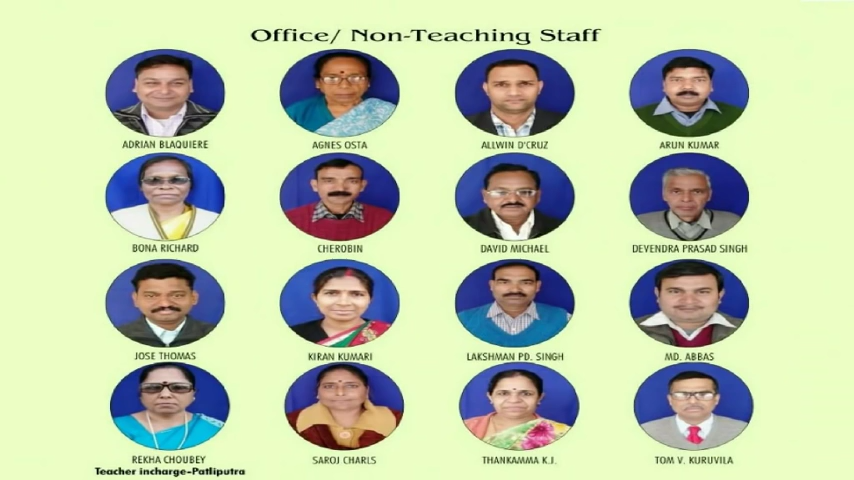 Office/ Non-Teaching Staff
ADRIAN BLAQUIERE AGNES OSTA ALLWIN D'CRUZ ARUN KUMAR
BONA RICHARD CHEROBIN DAVID MICHAEL DEVENDRA PRASAD SINGH
JOSE THOMAS KIRAN KUMARI LAKSHMAN PD. SINGH MD. ABBAS
REKHA CHOUBEY SAROJ CHARLS THANKAMMA K.J. TOM V. KURUVILA
Teacher incharge-Patliputra